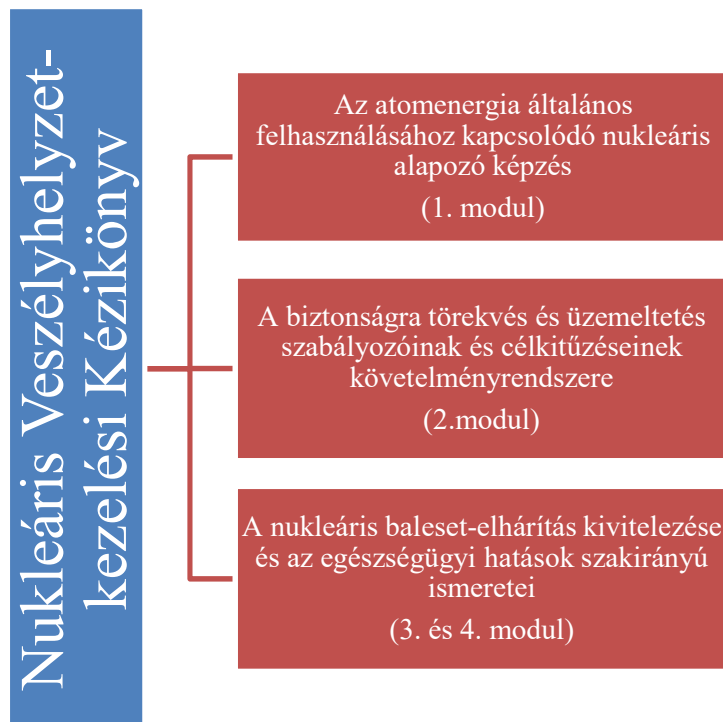 Nukleáris Veszélyhelyzet-
kezelési Kézikönyv
Az atomenergia általános
felhasználásához kapcsolódó nukleáris
alapozó képzés
(1. modul)
A biztonságra törekvés és üzemeltetés
szabályozóinak és célkitűzéseinek
követelményrendszere
(2.modul)
A nukleáris baleset-elhárítás kivitelezése
és az egészségügyi hatások szakirányú
ismeretei
(3. és 4. modul)